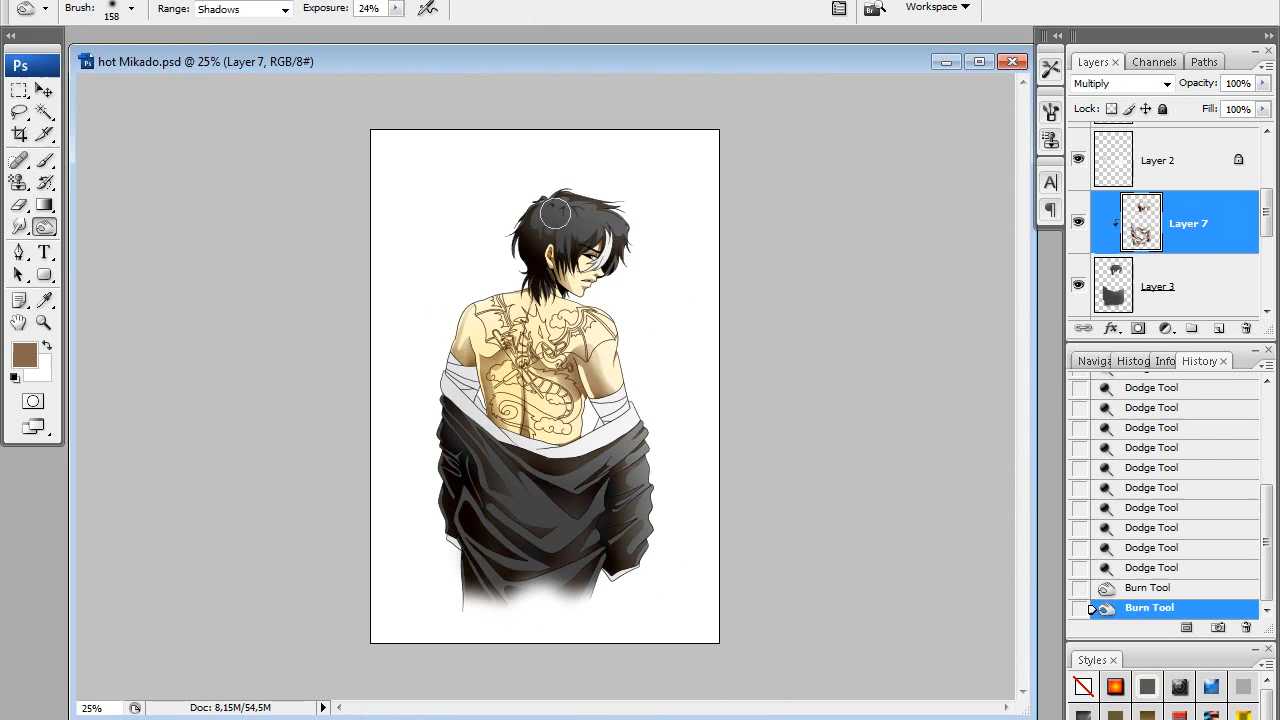 Brush: 158 Range: Shadows Exposure: 24% Workspace
Ps
hot Mikado.psd @ 25% (Layer 7, RGB/8#)
Layers x Channels Paths
Multiply Opacity: 100%
Lock: Fill: 100%
Layer 2
Layer 7
Layer 3
fx
T
A
¶
Naviga Histog Info History x
Dodge Tool
Dodge Tool
Dodge Tool
Dodge Tool
Dodge Tool
Dodge Tool
Dodge Tool
Dodge Tool
Dodge Tool
Dodge Tool
Burn Tool
Burn Tool
Styles x
25% Doc: 8,15M/54,5M